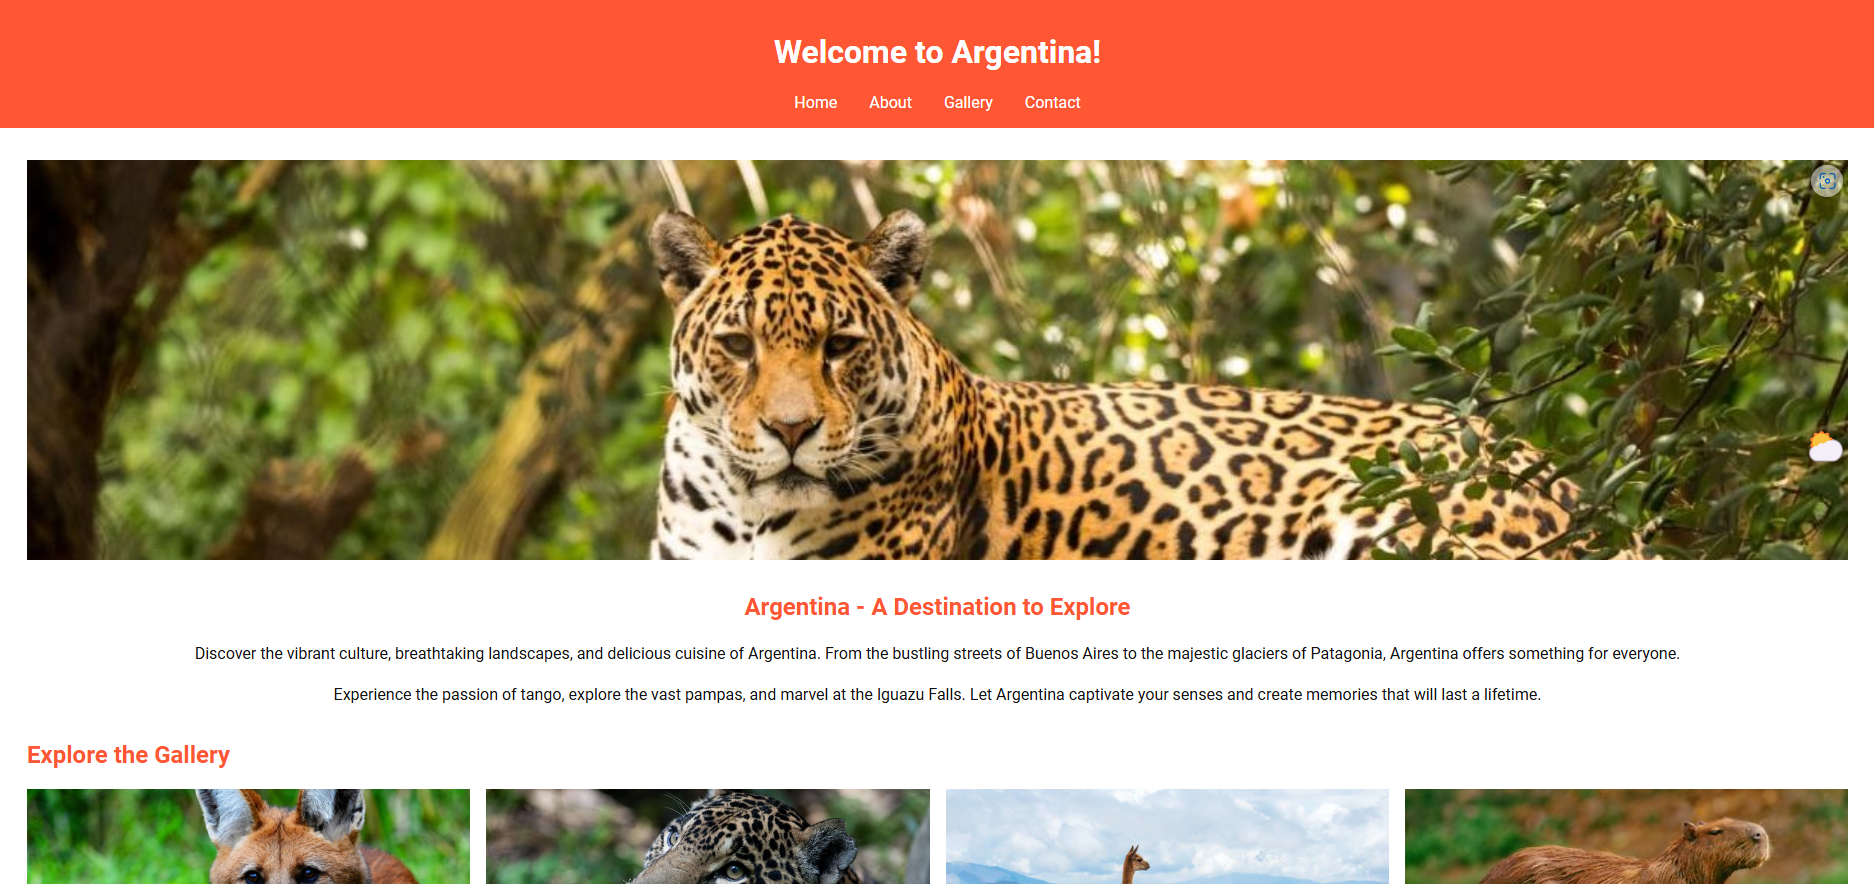 Welcome to Argentina!
Home About Gallery Contact
Argentina - A Destination to Explore
Discover the vibrant culture, breathtaking landscapes, and delicious cuisine of Argentina. From the bustling streets of Buenos Aires to the majestic glaciers of Patagonia, Argentina offers something for everyone.
Experience the passion of tango, explore the vast pampas, and marvel at the Iguazu Falls. Let Argentina captivate your senses and create memories that will last a lifetime.
Explore the Gallery